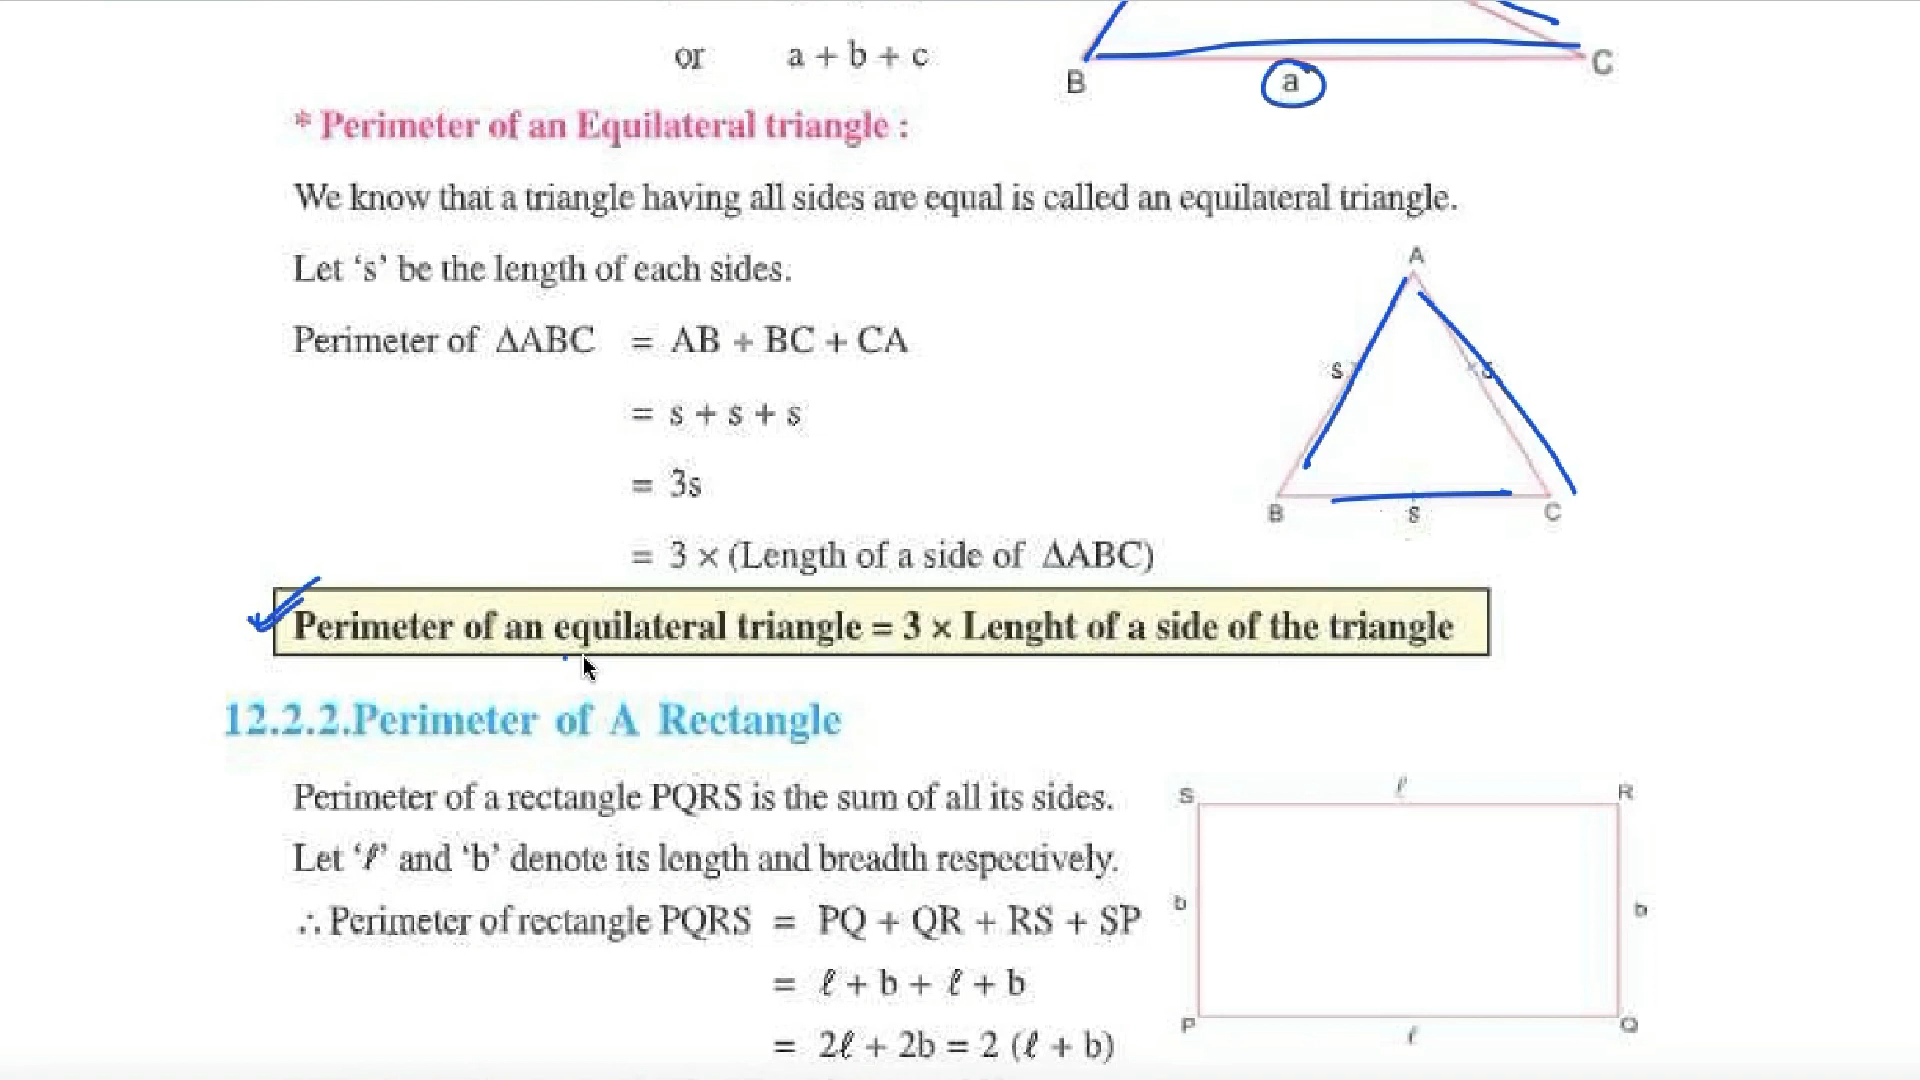 or a + b + c
B a C
* Perimeter of an Equilateral triangle :
We know that a triangle having all sides are equal is called an equilateral triangle.
Let ‘s’ be the length of each sides.
A
Perimeter of ΔABC = AB + BC + CA
s s
= s + s + s
= 3s
B s C
= 3 × (Length of a side of ΔABC)
Perimeter of an equilateral triangle = 3 × Lenght of a side of the triangle
12.2.2.Perimeter of A Rectangle
Perimeter of a rectangle PQRS is the sum of all its sides.
S ℓ R
Let ‘ℓ’ and ‘b’ denote its length and breadth respectively.
b b
∴ Perimeter of rectangle PQRS = PQ + QR + RS + SP
= ℓ + b + ℓ + b
P ℓ Q
= 2ℓ + 2b = 2 (ℓ + b)